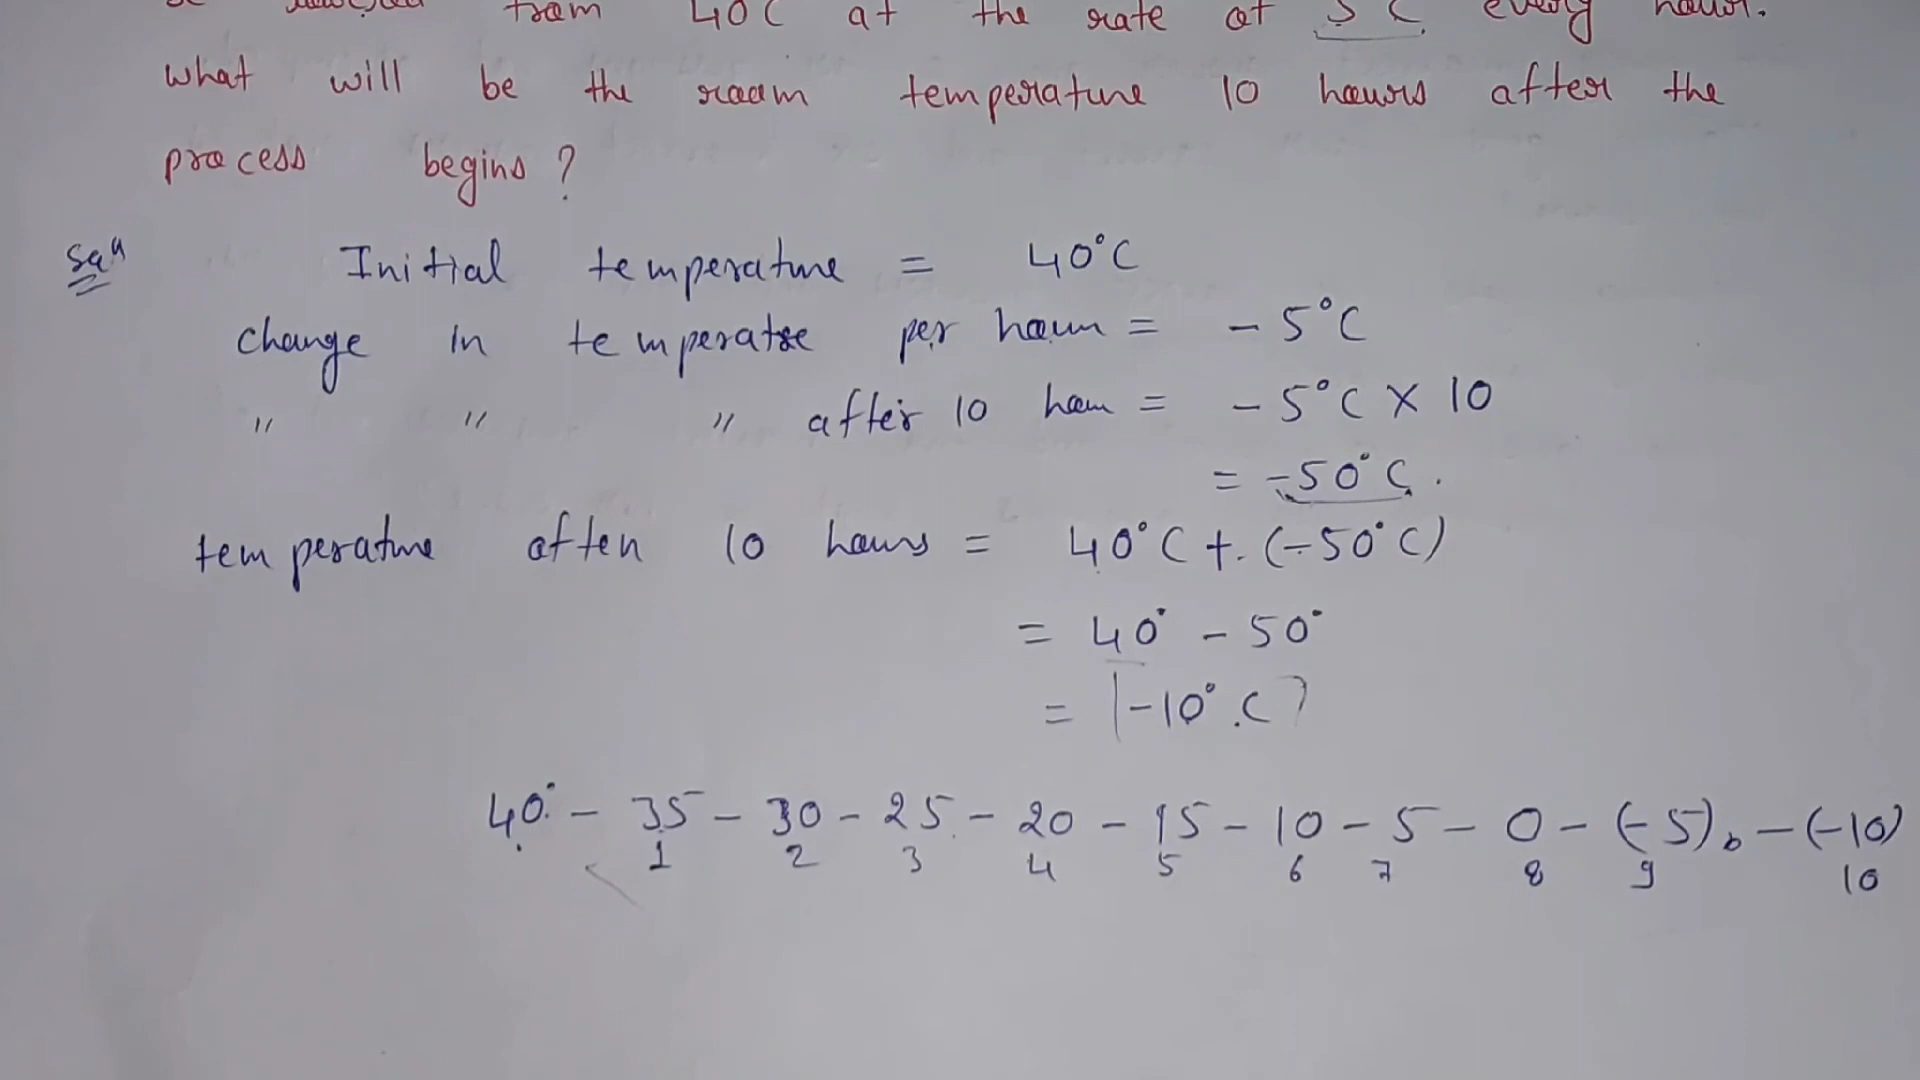 from 40C at the rate of 5°C every hour.
what will be the room temperature 10 hours after the
process begins ?
Sol^n Initial temperature = 40°C
change in temperatre per hour = - 5°C
" " " after 10 hour = - 5°C × 10
= -50°C.
temperature after 10 hours = 40°C + (-50°C)
= 40° - 50°
= -10°C
40° - 35 - 30 - 25 - 20 - 15 - 10 - 5 - 0 - (-5) - (-10)
1 2 3 4 5 6 7 8 9 10